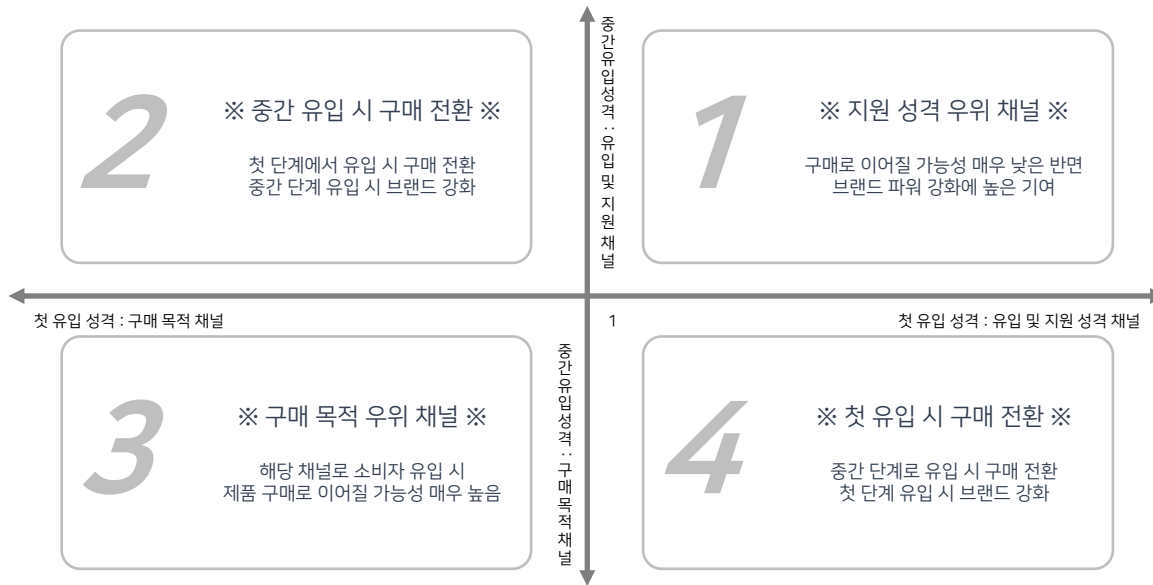 중간유입성격 : 유입 및 지원 채널
2
※ 중간 유입 시 구매 전환 ※
첫 단계에서 유입 시 구매 전환
중간 단계 유입 시 브랜드 강화
1
※ 지원 성격 우위 채널 ※
구매로 이어질 가능성 매우 낮은 반면
브랜드 파워 강화에 높은 기여
첫 유입 성격 : 구매 목적 채널
1
첫 유입 성격 : 유입 및 지원 성격 채널
중간유입성격 : 구매목적채널
3
※ 구매 목적 우위 채널 ※
해당 채널로 소비자 유입 시
제품 구매로 이어질 가능성 매우 높음
4
※ 첫 유입 시 구매 전환 ※
중간 단계로 유입 시 구매 전환
첫 단계 유입 시 브랜드 강화